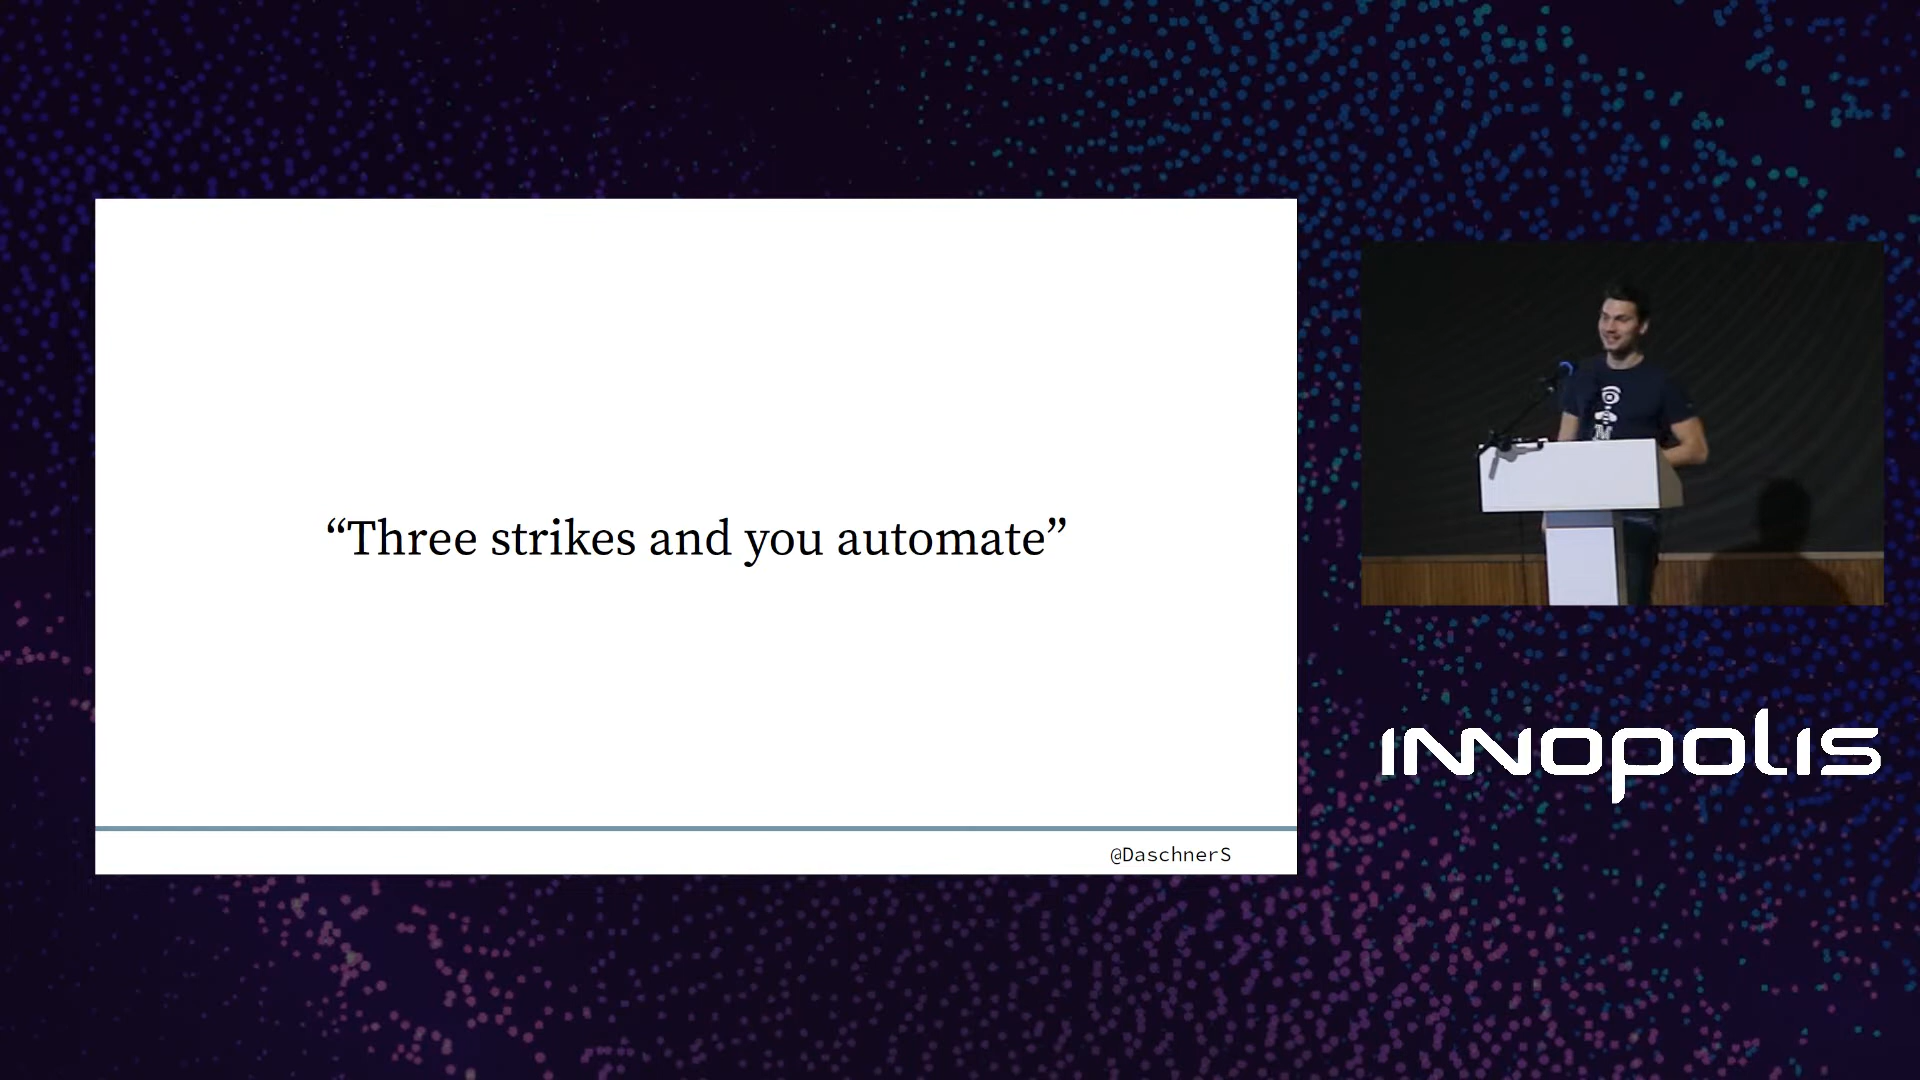 “Three strikes and you automate”
@DaschnerS
INNOPOLIS